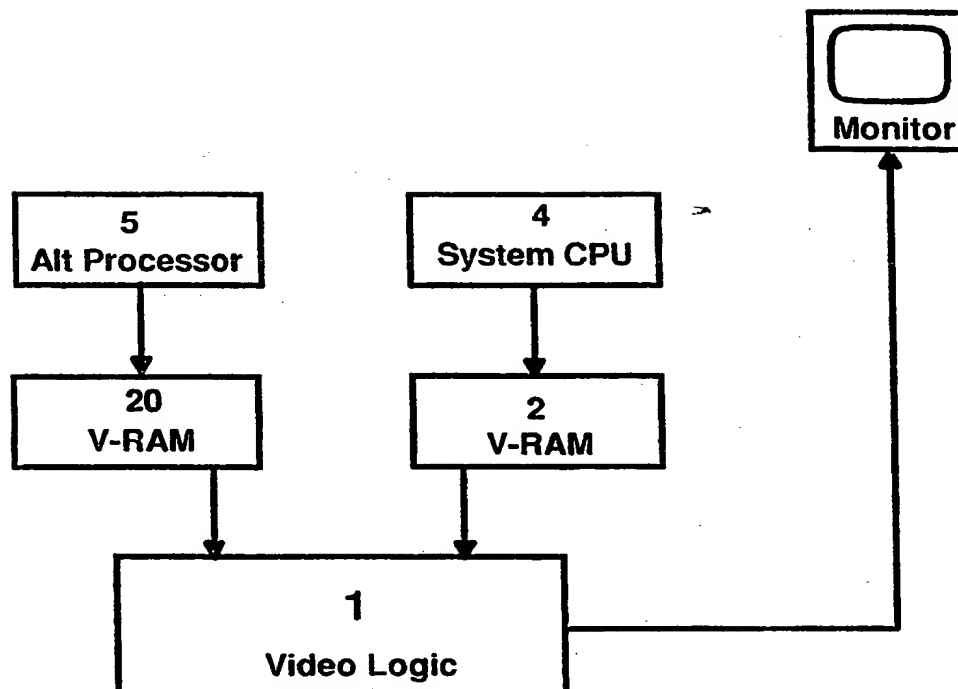 Monitor
5
Alt Processor
4
System CPU
20
V-RAM
2
V-RAM
1
Video Logic